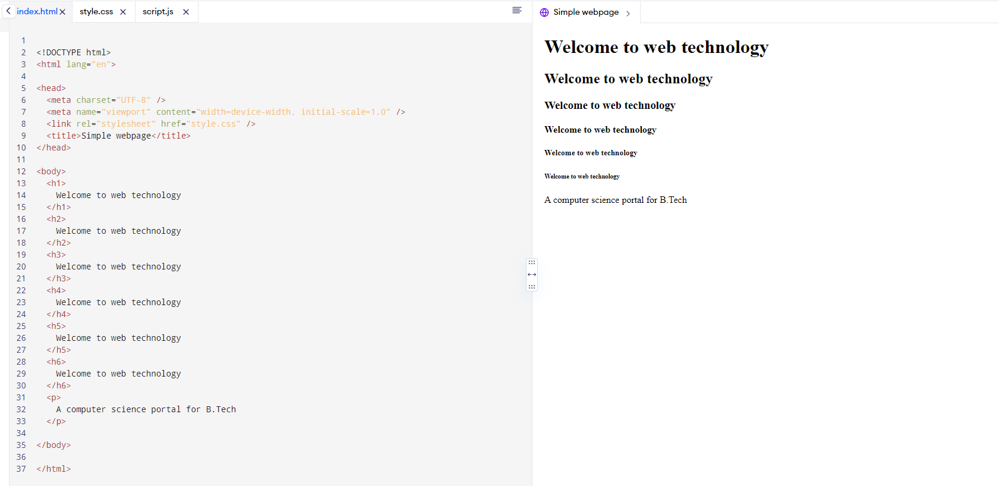 index.html
style.css
script.js
1
2 <!DOCTYPE html>
3 <html lang="en">
4
5 <head>
6 <meta charset="UTF-8" />
7 <meta name="viewport" content="width=device-width, initial-scale=1.0" />
8 <link rel="stylesheet" href="style.css" />
9 <title>Simple webpage</title>
10 </head>
11
12 <body>
13 <h1>
14 Welcome to web technology
15 </h1>
16 <h2>
17 Welcome to web technology
18 </h2>
19 <h3>
20 Welcome to web technology
21 </h3>
22 <h4>
23 Welcome to web technology
24 </h4>
25 <h5>
26 Welcome to web technology
27 </h5>
28 <h6>
29 Welcome to web technology
30 </h6>
31 <p>
32 A computer science portal for B.Tech
33 </p>
34
35 </body>
36
37 </html>
Simple webpage
Welcome to web technology
Welcome to web technology
Welcome to web technology
Welcome to web technology
Welcome to web technology
Welcome to web technology
A computer science portal for B.Tech